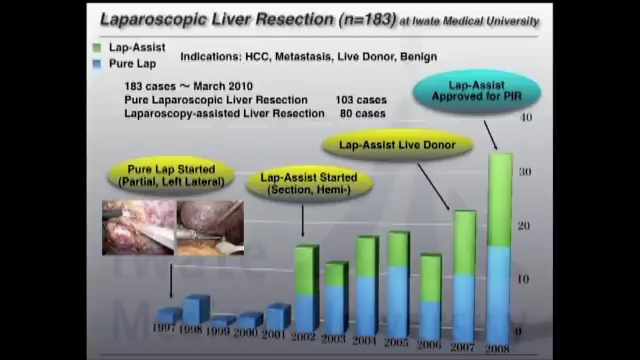 Laparoscopic Liver Resection (n=183) at Iwate Medical University
Lap-Assist
Pure Lap
Indications: HCC, Metastasis, Live Donor, Benign
183 cases ～ March 2010
Pure Laparoscopic Liver Resection 103 cases
Laparoscopy-assisted Liver Resection 80 cases
Lap-Assist
Approved for PIR
Lap-Assist Live Donor
Pure Lap Started
(Partial, Left Lateral)
Lap-Assist Started
(Section, Hemi-)
40
30
20
10
0
1997 1998 1999 2000 2001 2002 2003 2004 2005 2006 2007 2008
Iwate